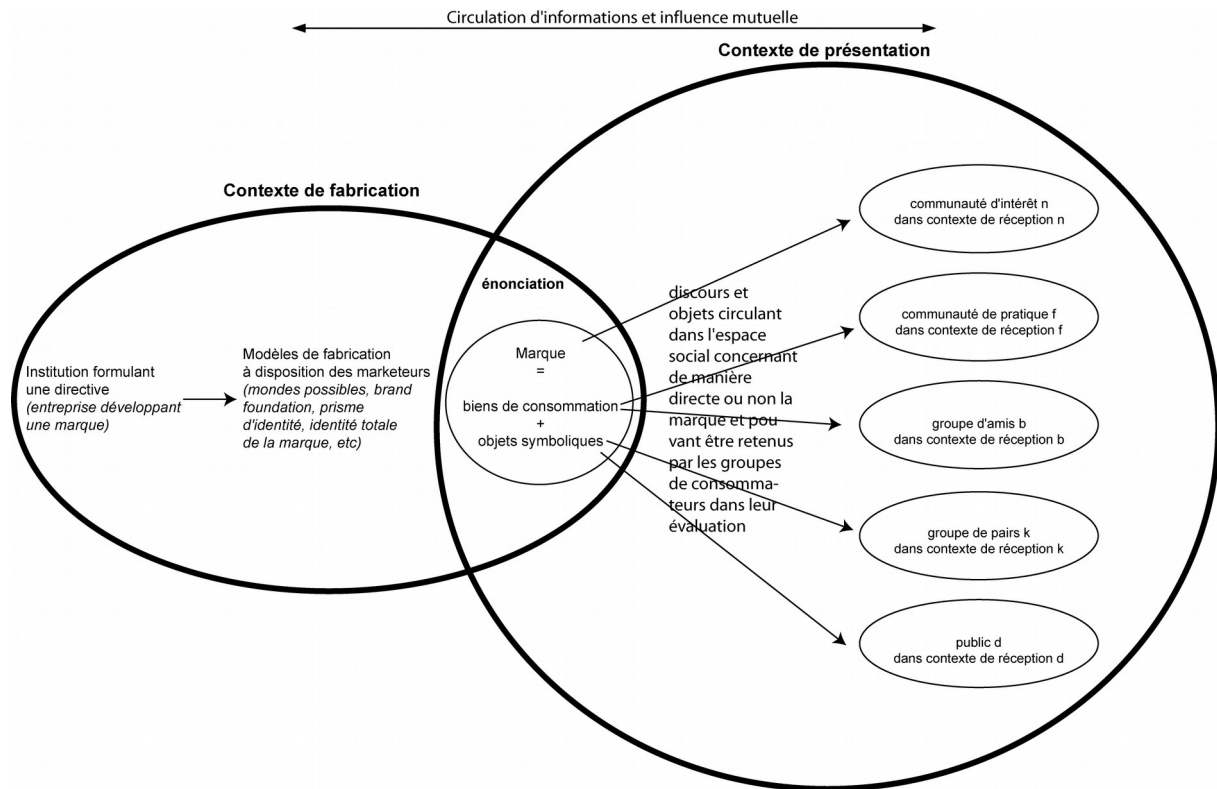 Circulation d'informations et influence mutuelle
Contexte de présentation
Contexte de fabrication
Institution formulant
une directive
(entreprise développant
une marque)
Modèles de fabrication
à disposition des marketeurs
(mondes possibles, brand
foundation, prisme
d'identité, identité totale
de la marque, etc)
énonciation
Marque
=
biens de consommation
+
objets symboliques
discours et
objets circulant
dans l'espace
social concernant
de manière
directe ou non la
marque et pou
vant être retenus
par les groupes
de consomma-
teurs dans leur
évaluation
communauté d'intérêt n
dans contexte de réception n
communauté de pratique f
dans contexte de réception f
groupe d'amis b
dans contexte de réception b
groupe de pairs k
dans contexte de réception k
public d
dans contexte de réception d